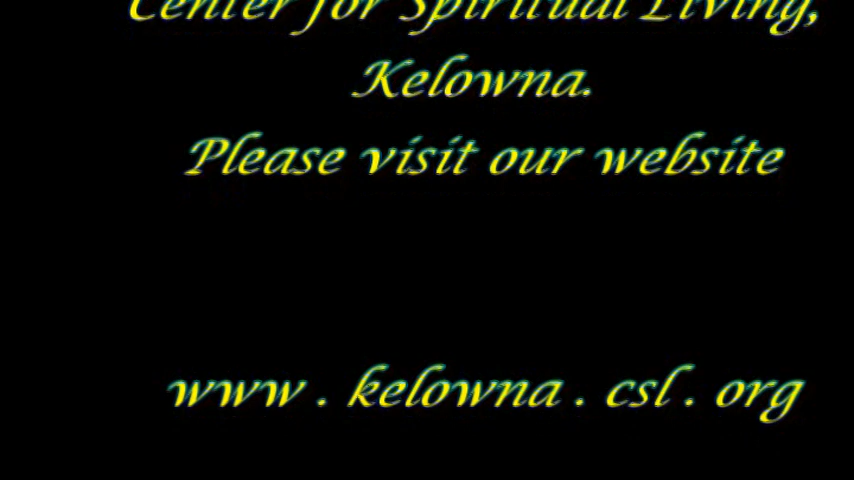 Center for Spiritual Living,
Kelowna.
Please visit our website
www . kelowna . csl . org